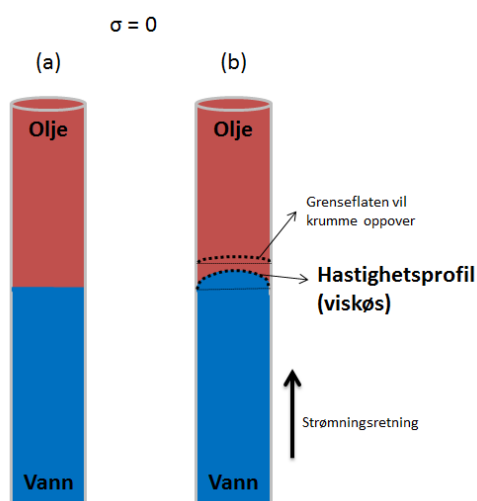 σ = 0
(a)
(b)
Olje
Olje
Grenseflaten vil
krumme oppover
Hastighetsprofil
(viskøs)
Strømningsretning
Vann
Vann